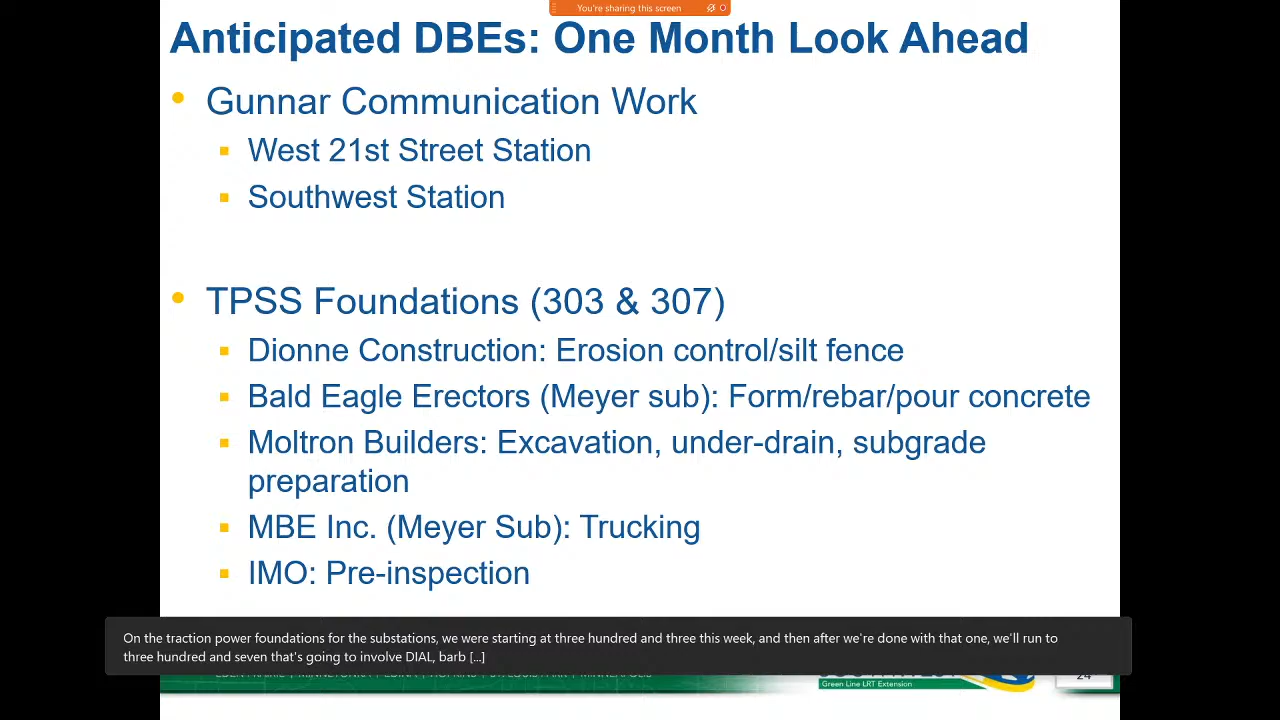 You're sharing this screen
Anticipated DBEs: One Month Look Ahead
• Gunnar Communication Work
▪ West 21st Street Station
▪ Southwest Station
• TPSS Foundations (303 & 307)
▪ Dionne Construction: Erosion control/silt fence
▪ Bald Eagle Erectors (Meyer sub): Form/rebar/pour concrete
▪ Moltron Builders: Excavation, under-drain, subgrade
preparation
▪ MBE Inc. (Meyer Sub): Trucking
▪ IMO: Pre-inspection
On the traction power foundations for the substations, we were starting at three hundred and three this week, and then after we're done with that one, we'll run to
three hundred and seven that's going to involve DIAL, barb [...]
Green Line LRT Extension
24